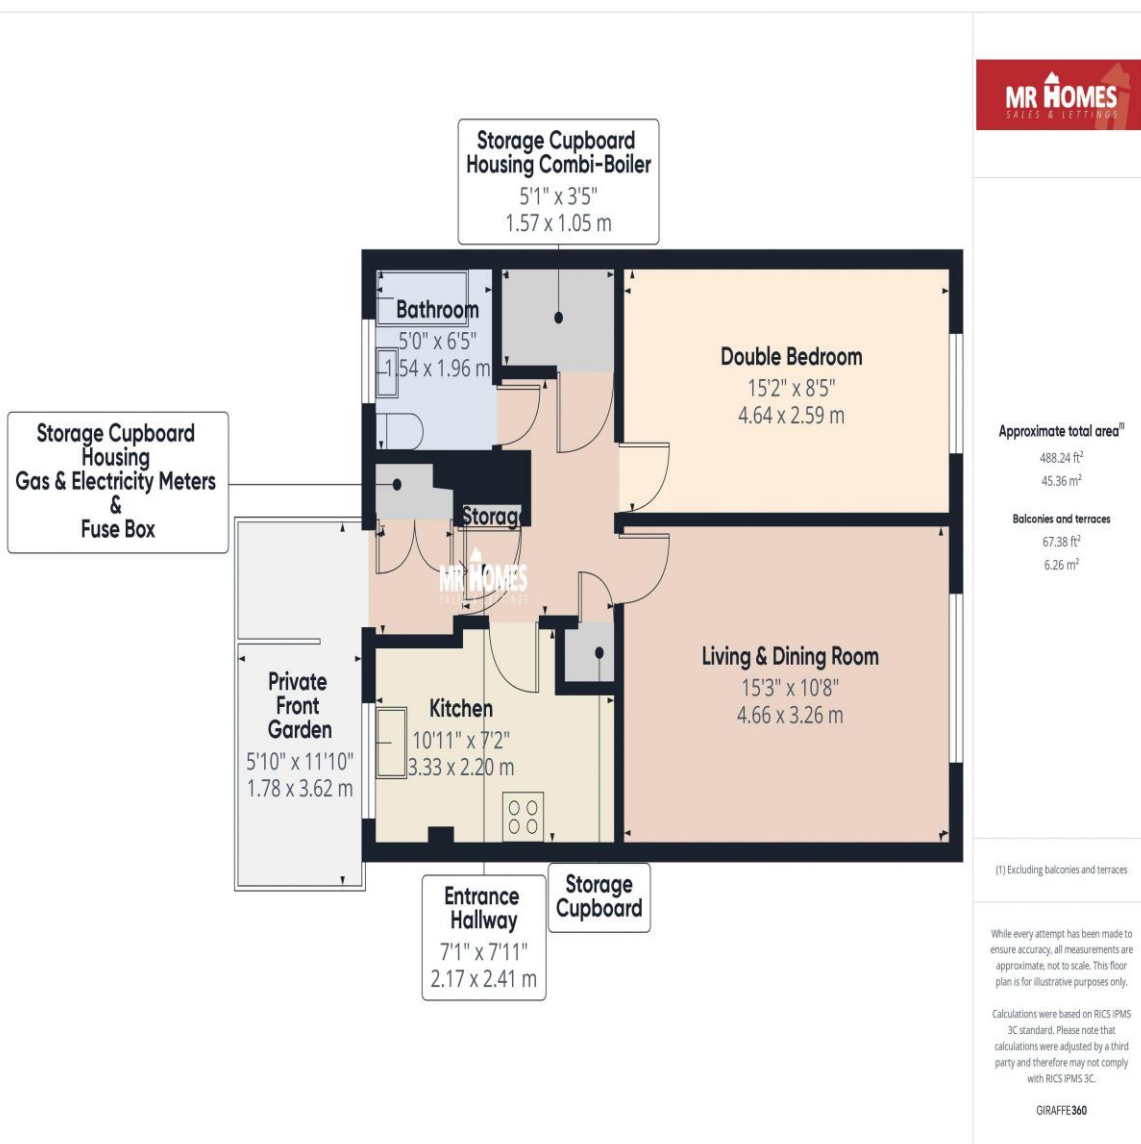 MR HOMES
SALES & LETTINGS
Storage Cupboard
Housing Combi-Boiler
5'1" x 3'5"
1.57 x 1.05 m
Bathroom
5'0" x 6'5"
1.54 x 1.96 m
Double Bedroom
15'2" x 8'5"
4.64 x 2.59 m
Storage Cupboard
Housing
Gas & Electricity Meters
&
Fuse Box
Storage
MR HOMES
SALES & LETTINGS
Private
Front
Garden
5'10" x 11'10"
1.78 x 3.62 m
Kitchen
10'11" x 7'2"
3.33 x 2.20 m
Living & Dining Room
15'3" x 10'8"
4.66 x 3.26 m
Entrance
Hallway
7'1" x 7'11"
2.17 x 2.41 m
Storage
Cupboard
Approximate total area(1)
488.24 ft²
45.36 m²
Balconies and terraces
67.38 ft²
6.26 m²
(1) Excluding balconies and terraces
While every attempt has been made to
ensure accuracy, all measurements are
approximate, not to scale. This floor
plan is for illustrative purposes only.
Calculations were based on RICS IPMS
3C standard. Please note that
calculations were adjusted by a third
party and therefore may not comply
with RICS IPMS 3C.
GIRAFFE360